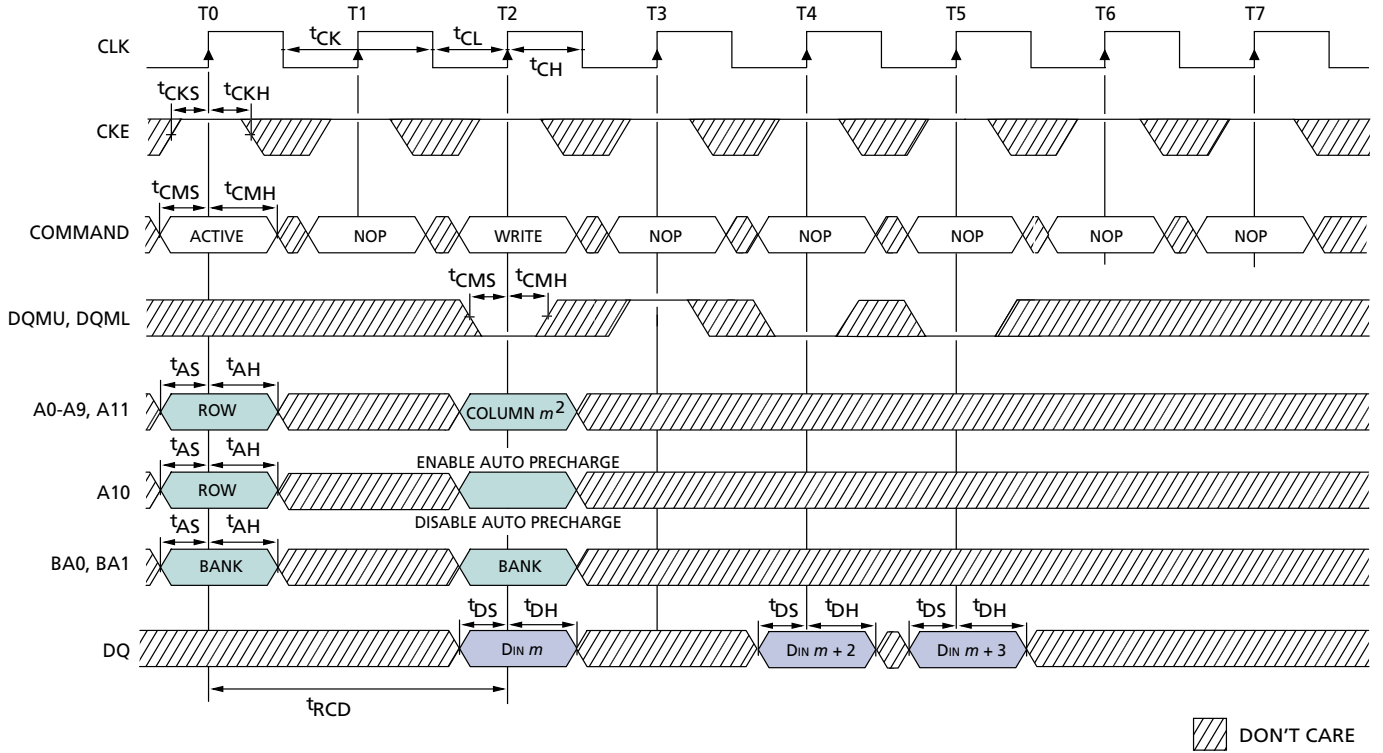 T0 T1 T2 T3 T4 T5 T6 T7
CLK
tCK tCL
tCH
tCKS tCKH
CKE
tCMS tCMH
COMMAND ACTIVE NOP WRITE NOP NOP NOP NOP NOP
tCMS tCMH
DQMU, DQML
tAS tAH
A0-A9, A11 ROW COLUMN m2
tAS tAH
ENABLE AUTO PRECHARGE
A10 ROW
tAS tAH
DISABLE AUTO PRECHARGE
BA0, BA1 BANK BANK
tDS tDH tDS tDH tDS tDH
DQ DIN m DIN m + 2 DIN m + 3
tRCD
DON'T CARE